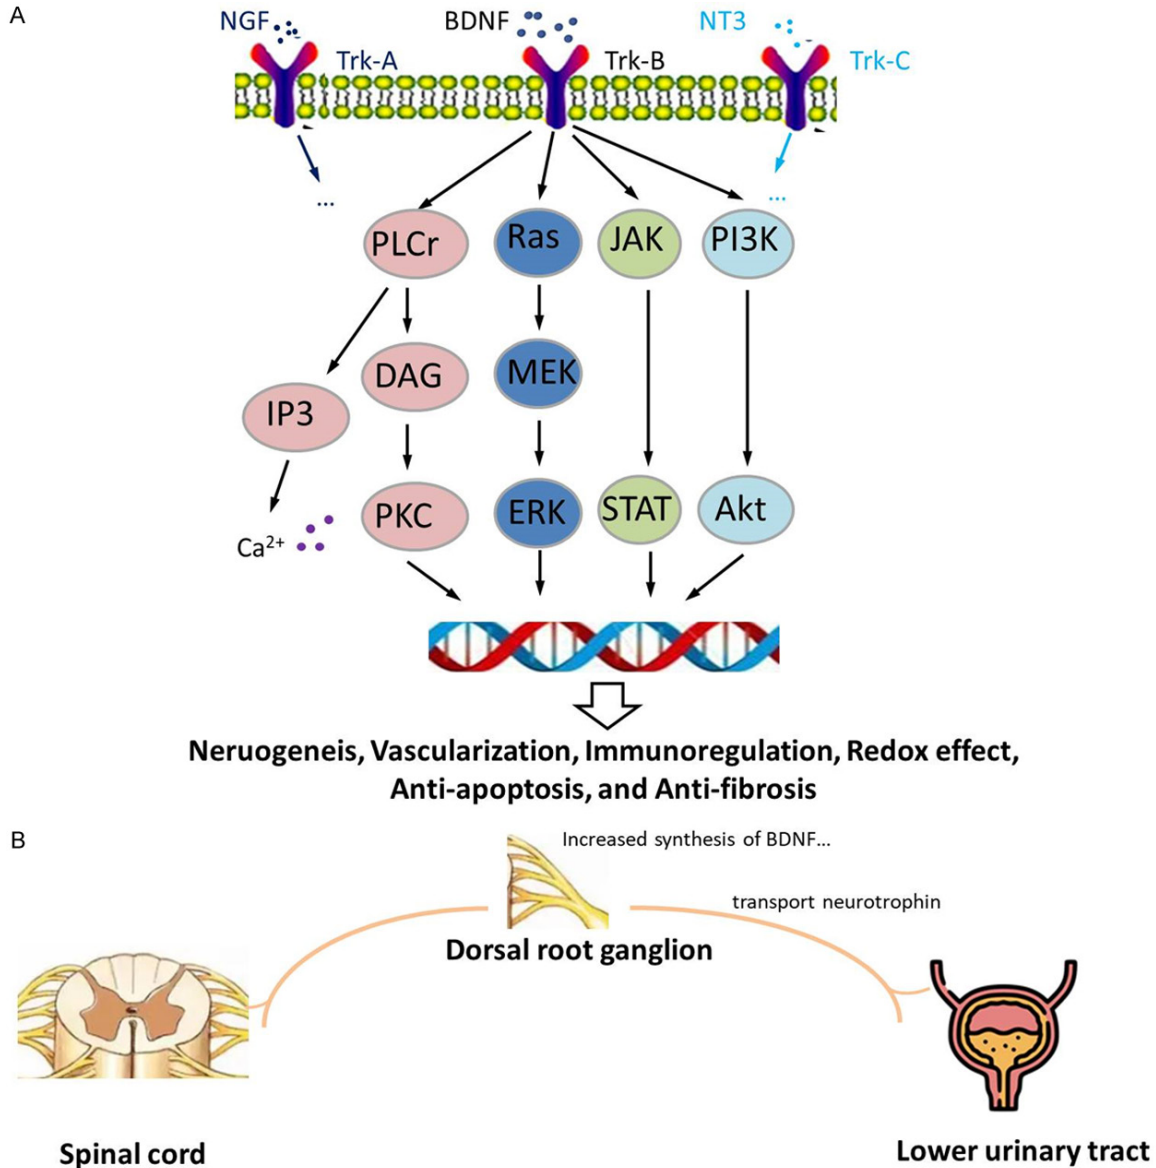 A
NGF
BDNF
NT3
Trk-A
Trk-B
Trk-C
...
...
PLCr
Ras
JAK
PI3K
DAG
MEK
IP3
PKC
ERK
STAT
Akt
Ca²⁺
Neruogeneis, Vascularization, Immunoregulation, Redox effect,
Anti-apoptosis, and Anti-fibrosis
B
Increased synthesis of BDNF...
transport neurotrophin
Dorsal root ganglion
Spinal cord
Lower urinary tract